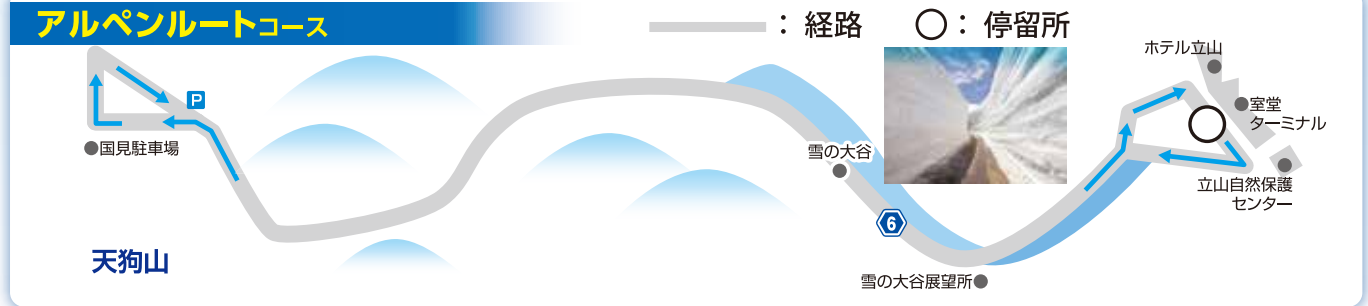 アルペンルートコース
：経路
：停留所
ホテル立山
P
室堂
ターミナル
国見駐車場
雪の大谷
立山自然保護
センター
6
天狗山
雪の大谷展望所